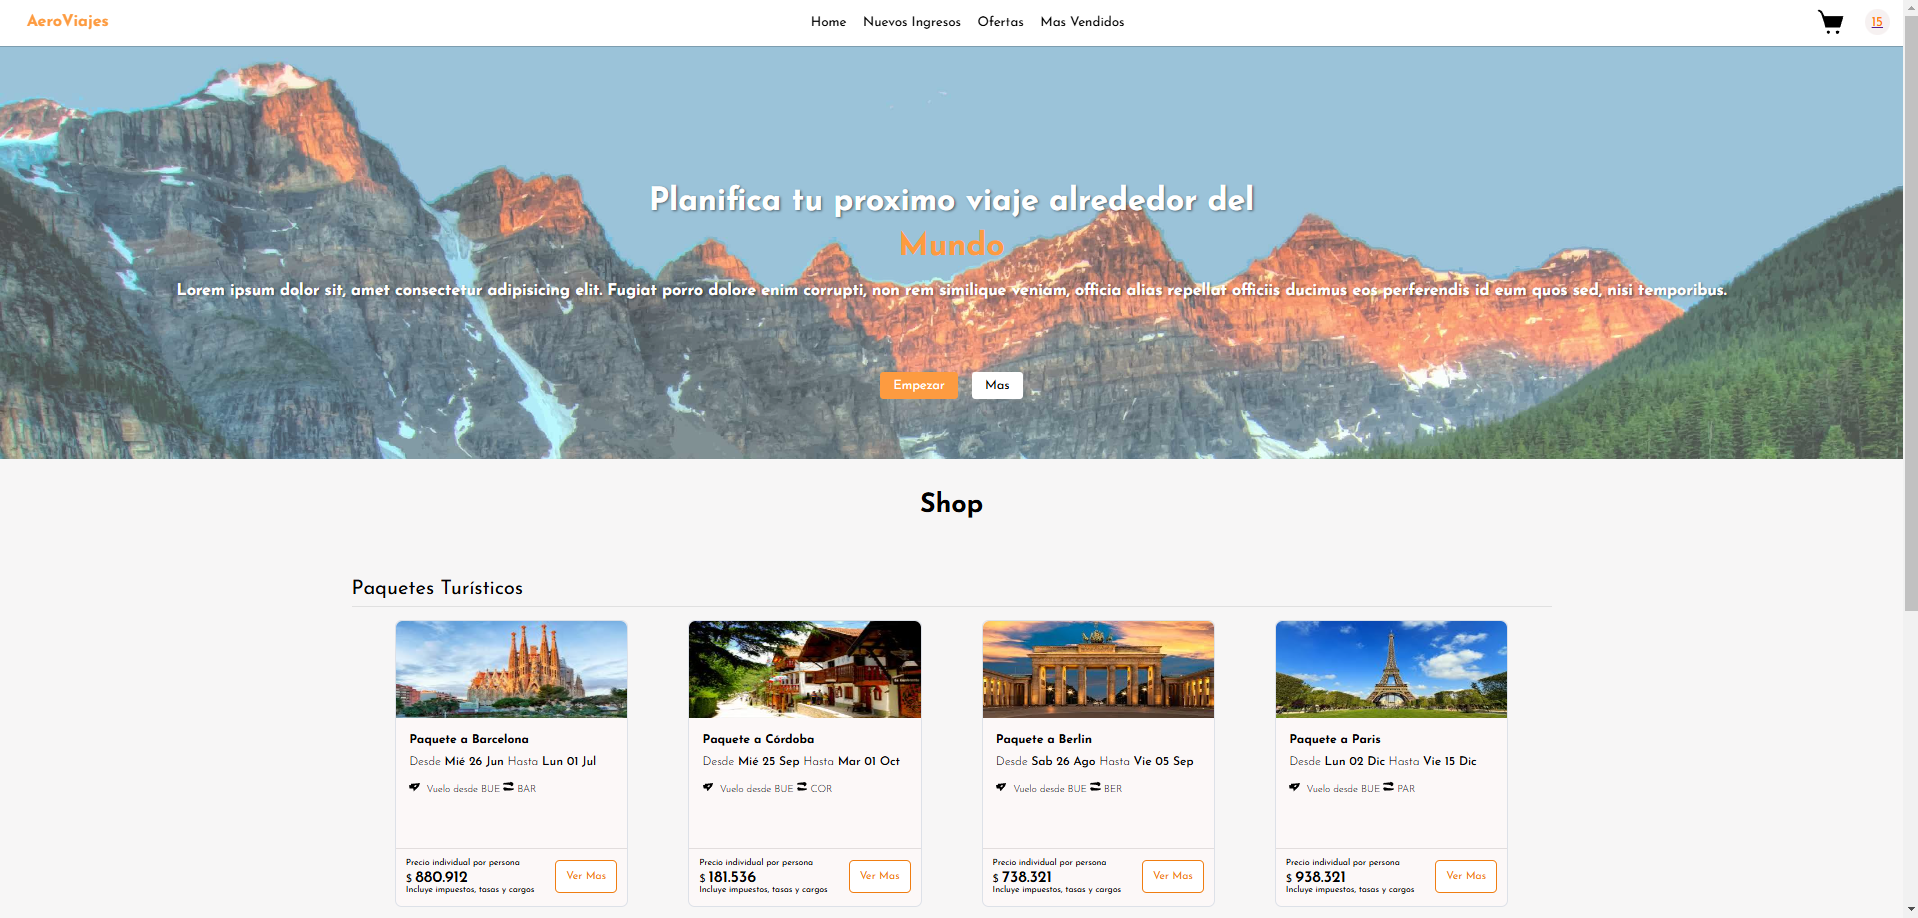 AeroViajes
Home Nuevos Ingresos Ofertas Mas Vendidos
15
Planifica tu proximo viaje alrededor del
Mundo
Lorem ipsum dolor sit, amet consectetur adipisicing elit. Fugiat porro dolore enim corrupti, non rem similique veniam, officia alias repellat officiis ducimus eos perferendis id eum quos sed, nisi temporibus.
Empezar Mas
Shop
Paquetes Turísticos
Paquete a Barcelona
Desde Mié 26 Jun Hasta Lun 01 Jul
Vuelo desde BUE BAR
Precio individual por persona
$ 880.912
Incluye impuestos, tasas y cargos
Ver Mas
Paquete a Córdoba
Desde Mié 25 Sep Hasta Mar 01 Oct
Vuelo desde BUE COR
Precio individual por persona
$ 181.536
Incluye impuestos, tasas y cargos
Ver Mas
Paquete a Berlin
Desde Sab 26 Ago Hasta Vie 05 Sep
Vuelo desde BUE BER
Precio individual por persona
$ 738.321
Incluye impuestos, tasas y cargos
Ver Mas
Paquete a Paris
Desde Lun 02 Dic Hasta Vie 15 Dic
Vuelo desde BUE PAR
Precio individual por persona
$ 938.321
Incluye impuestos, tasas y cargos
Ver Mas